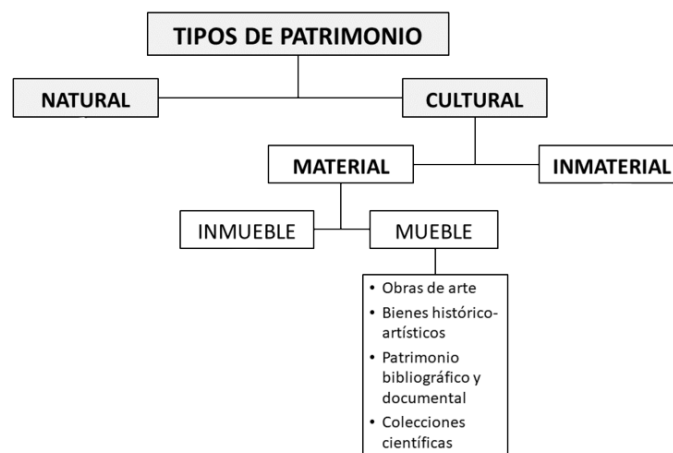 TIPOS DE PATRIMONIO
NATURAL
CULTURAL
MATERIAL
INMATERIAL
INMUEBLE
MUEBLE
• Obras de arte
• Bienes histórico-
artísticos
• Patrimonio
bibliográfico y
documental
• Colecciones
científicas